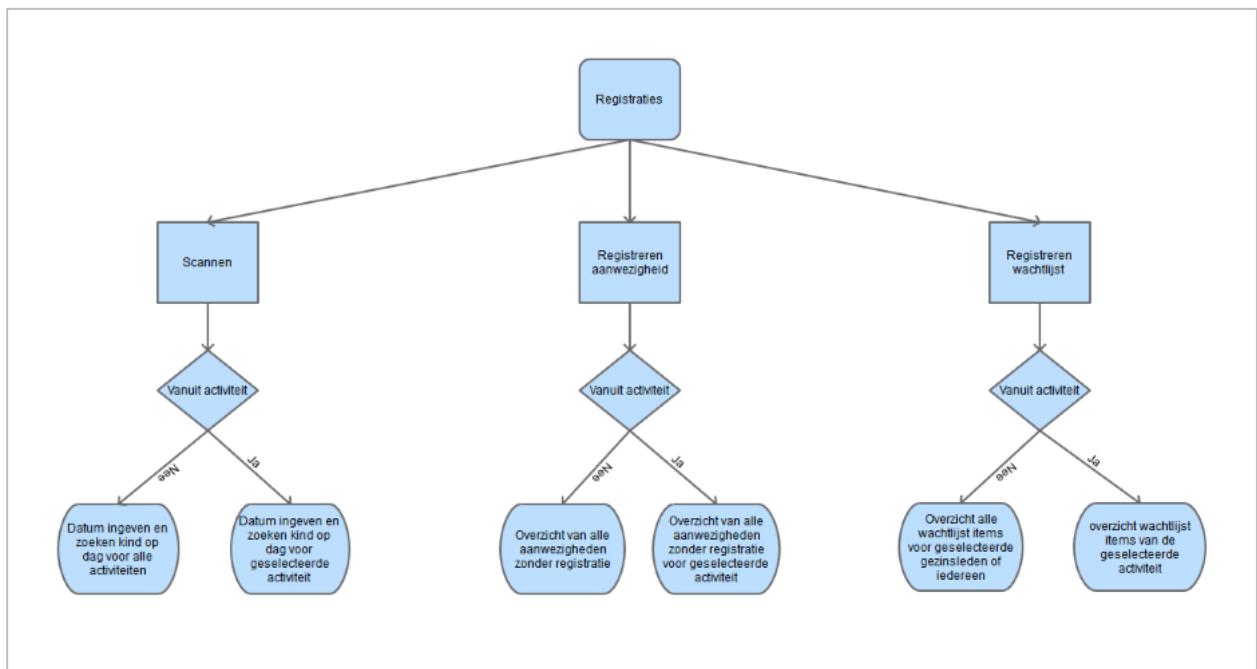 Registraties
Scannen
Registreren
aanwezigheid
Registreren
wachtlijst
Vanuit activiteit
Vanuit activiteit
Vanuit activiteit
Nee
Ja
Nee
Ja
Nee
Ja
Datum ingeven en
zoeken kind op
dag voor alle
activiteiten
Datum ingeven en
zoeken kind op
dag voor
geselecteerde
activiteit
Overzicht van alle
aanwezigheden
zonder registratie
Overzicht van alle
aanwezigheden
zonder registratie
voor geselecteerde
activiteit
Overzicht alle
wachtlijst items
voor geselecteerde
gezinsleden of
iedereen
overzicht wachtlijst
items van de
geselecteerde
activiteit